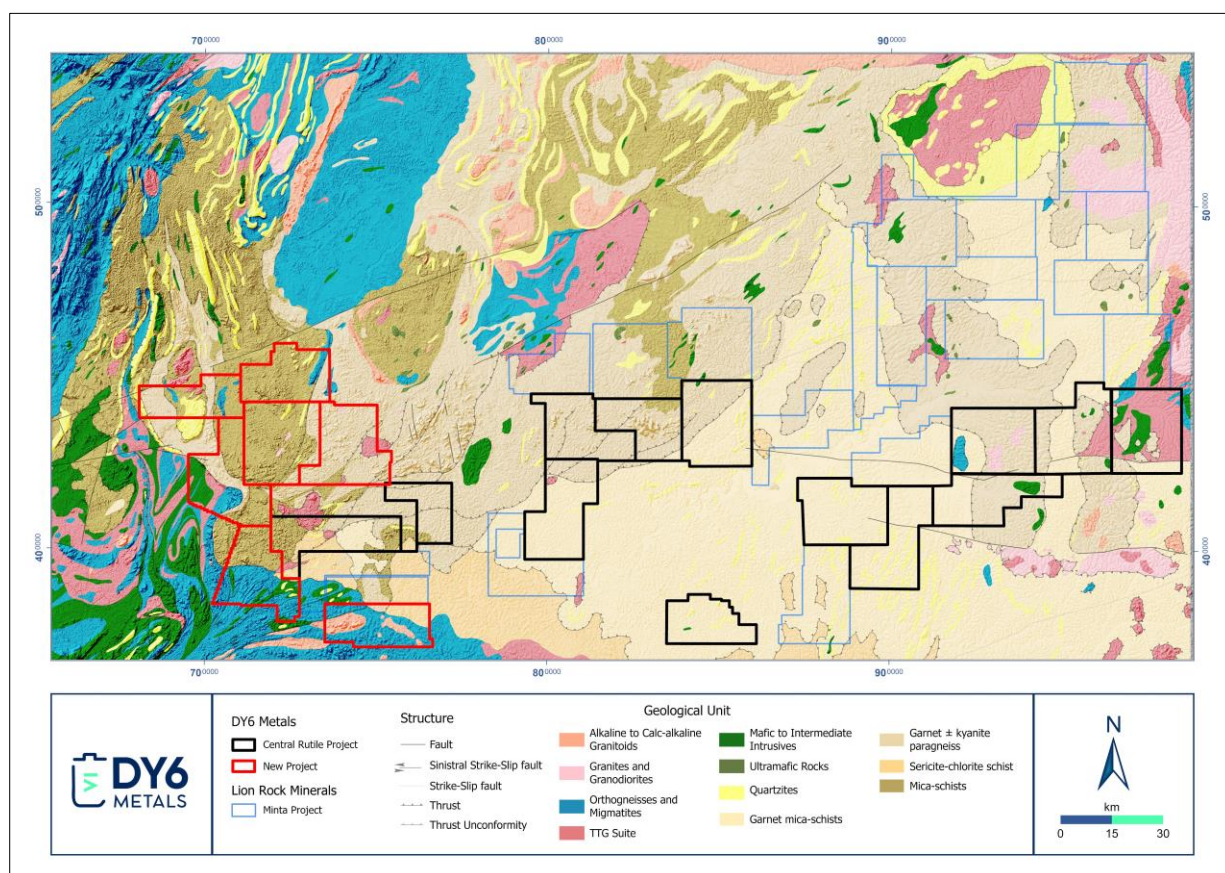 70⁰⁰⁰⁰
80⁰⁰⁰⁰
90⁰⁰⁰⁰
50⁰⁰⁰⁰
50⁰⁰⁰⁰
40⁰⁰⁰⁰
40⁰⁰⁰⁰
70⁰⁰⁰⁰
80⁰⁰⁰⁰
90⁰⁰⁰⁰
DY6
METALS
DY6 Metals
Central Rutile Project
New Project
Lion Rock Minerals
Minta Project
Structure
Fault
Sinistral Strike-Slip fault
Strike-Slip fault
Thrust
Thrust Unconformity
Geological Unit
Alkaline to Calc-alkaline
Granitoids
Granites and
Granodiorites
Orthogneisses and
Migmatites
TTG Suite
Mafic to Intermediate
Intrusives
Ultramafic Rocks
Quartzites
Garnet mica-schists
Garnet ± kyanite
paragneiss
Sericite-chlorite schist
Mica-schists
N
km
0 15 30